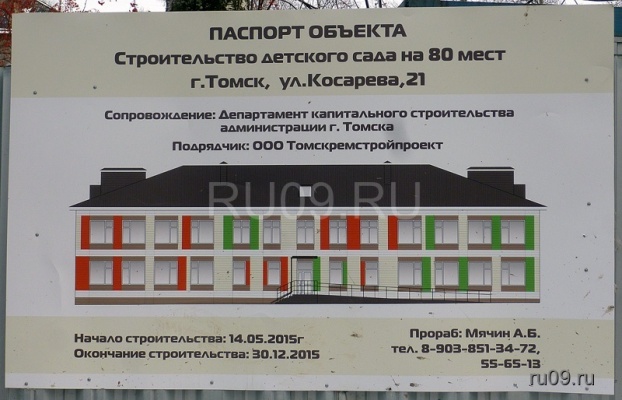 ПАСПОРТ ОБЪЕКТА
Строительство детского сада на 80 мест
г.Томск, ул.Косарева,21
Сопровождение: Департамент капитального строительства
администрации г. Томска
Подрядчик: ООО Томскремстройпроект
RU09.RU
Начало строительства: 14.05.2015г
Окончание строительства: 30.12.2015
Прораб: Мячин А.Б.
тел. 8-903-851-34-72,
55-65-13
ru09.ru